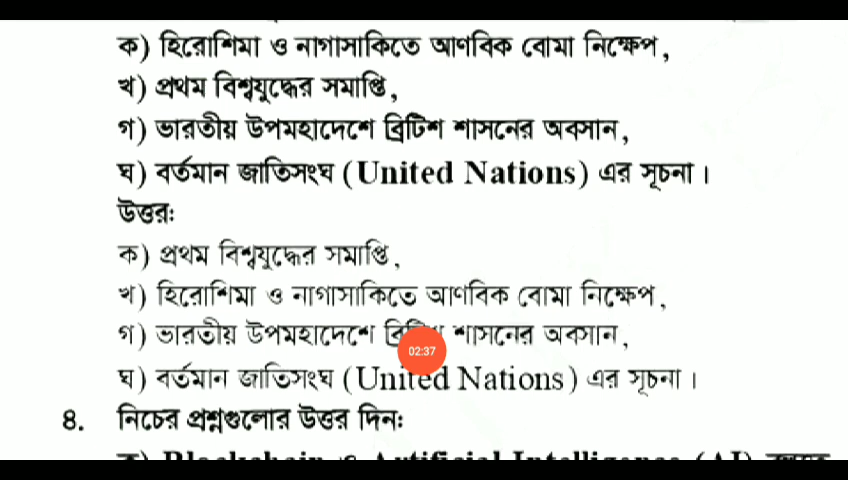 ক) হিরোশিমা ও নাগাসাকিতে আণবিক বোমা নিক্ষেপ,
খ) প্রথম বিশ্বযুদ্ধের সমাপ্তি,
গ) ভারতীয় উপমহাদেশে ব্রিটিশ শাসনের অবসান,
ঘ) বর্তমান জাতিসংঘ (United Nations) এর সূচনা।
উত্তরঃ
ক) প্রথম বিশ্বযুদ্ধের সমাপ্তি,
খ) হিরোশিমা ও নাগাসাকিতে আণবিক বোমা নিক্ষেপ,
গ) ভারতীয় উপমহাদেশে শাসনের অবসান,
02:37
ঘ) বর্তমান জাতিসংঘ (United Nations) এর সূচনা।
৪. নিচের প্রশ্নগুলোর উত্তর দিনঃ